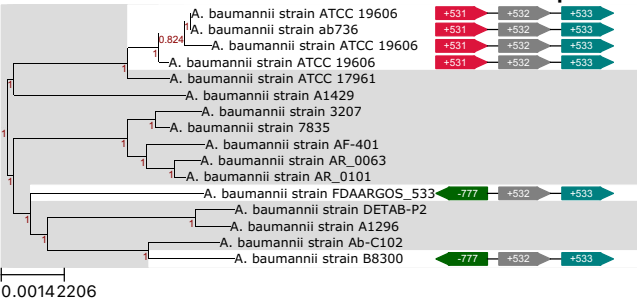 A. baumannii strain ATCC 19606 +531 +532 +533
A. baumannii strain ab736
0.824 A. baumannii strain ATCC 19606 +531 +532 +533
1 A. baumannii strain ATCC 19606 +531 +532 +533
1 A. baumannii strain ATCC 17961
1 A. baumannii strain A1429
A. baumannii strain 3207
1 A. baumannii strain 7835
1 1 A. baumannii strain AF-401
1 A. baumannii strain AR_0063
1 1 A. baumannii strain AR_0101
A. baumannii strain FDAARGOS_533 -777 +532 +533
A. baumannii strain DETAB-P2
1 1 A. baumannii strain A1296
1 A. baumannii strain Ab-C102
1 A. baumannii strain B8300 -777 +532 +533
0.00142206